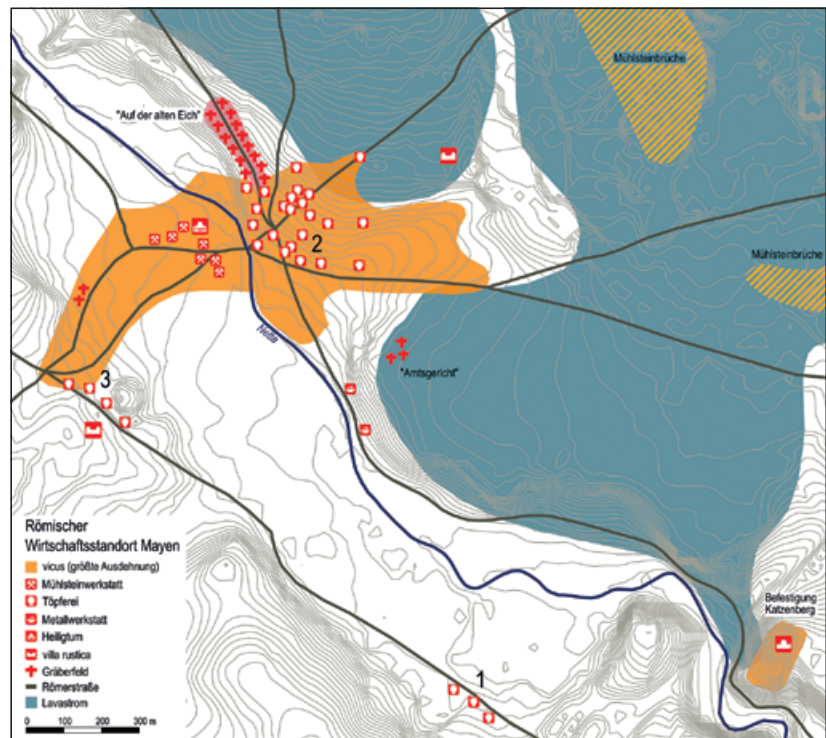 Mühlsteinbrüche
"Auf der alten Eich"
2
Mühlsteinbrüche
Nette
"Amtsgericht"
3
Römischer
Wirtschaftsstandort Mayen
vicus (größte Ausdehnung)
Mühlsteinwerkstatt
Töpferei
Metallwerkstatt
Heiligtum
villa rustica
Gräberfeld
Römerstraße
Lavastrom
0 100 200 300 m
Befestigung
Katzenberg
1